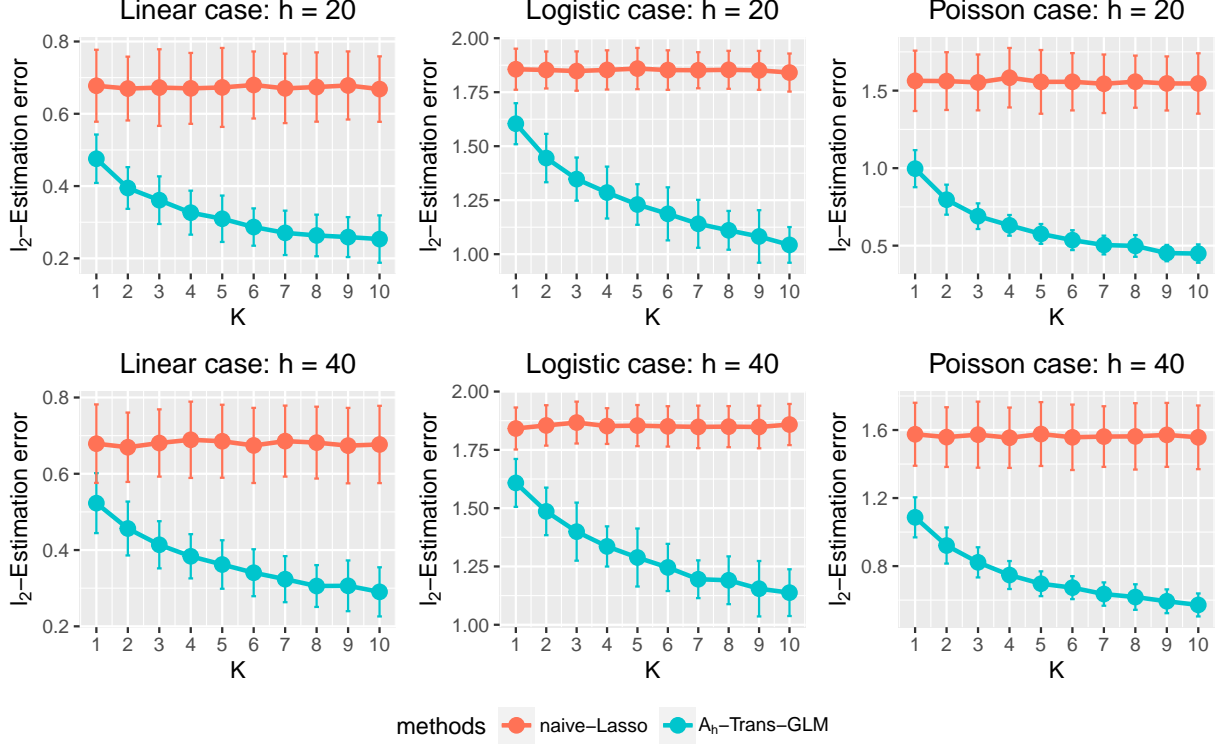 Linear case: h = 20
Logistic case: h = 20
Poisson case: h = 20
l₂−Estimation error
0.8
0.6
0.4
0.2
1 2 3 4 5 6 7 8 9 10
K
l₂−Estimation error
2.00
1.75
1.50
1.25
1.00
1 2 3 4 5 6 7 8 9 10
K
l₂−Estimation error
1.5
1.0
0.5
1 2 3 4 5 6 7 8 9 10
K
Linear case: h = 40
Logistic case: h = 40
Poisson case: h = 40
l₂−Estimation error
0.8
0.6
0.4
0.2
1 2 3 4 5 6 7 8 9 10
K
l₂−Estimation error
2.00
1.75
1.50
1.25
1.00
1 2 3 4 5 6 7 8 9 10
K
l₂−Estimation error
1.6
1.2
0.8
1 2 3 4 5 6 7 8 9 10
K
methods naive−Lasso Aₕ−Trans−GLM